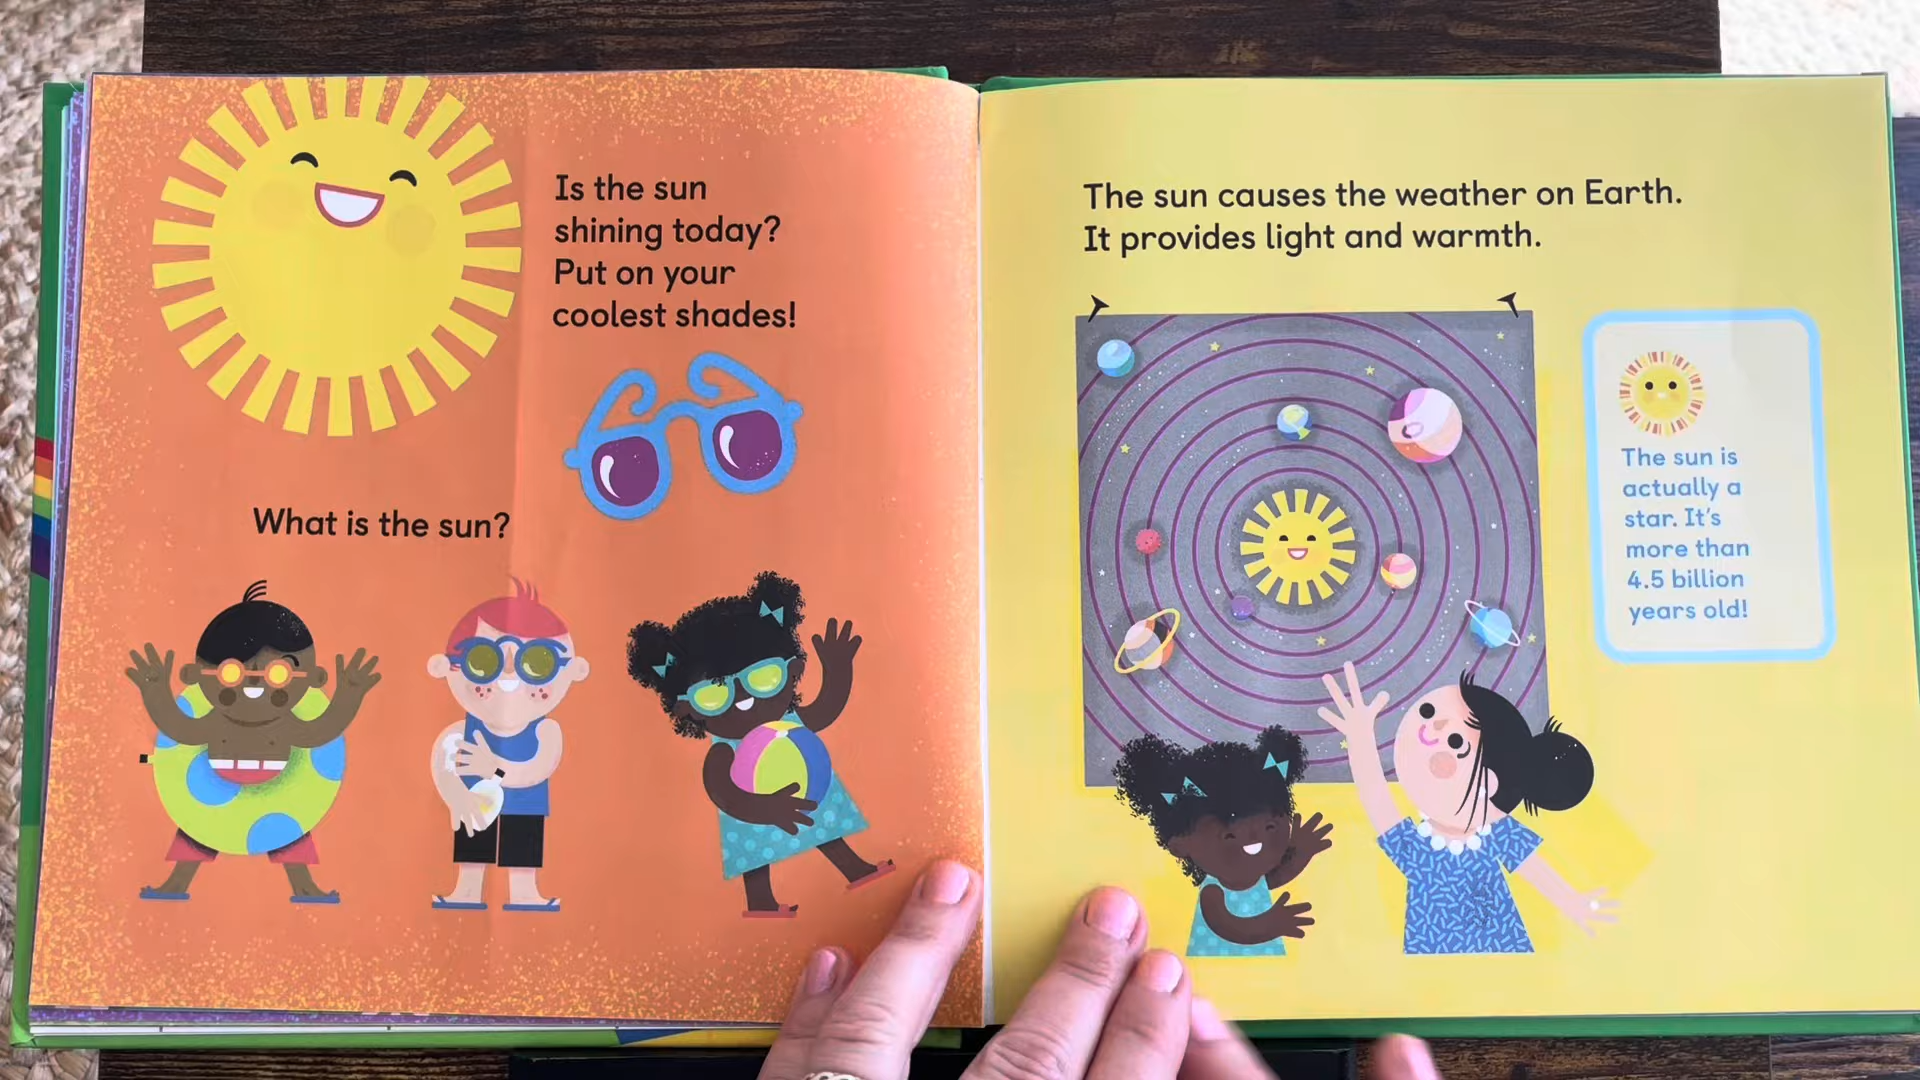 Is the sun
shining today?
Put on your
coolest shades!
What is the sun?
The sun causes the weather on Earth.
It provides light and warmth.
The sun is
actually a
star. It's
more than
4.5 billion
years old!